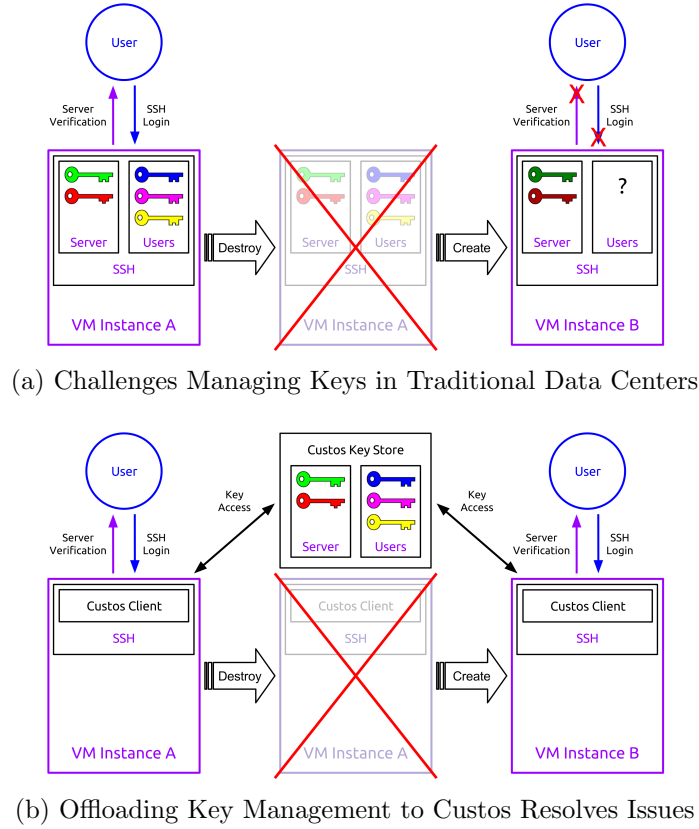 User
User
Server
Verification
SSH
Login
Server
Verification
SSH
Login
X
X
Server
Users
SSH
VM Instance A
Destroy
Server
Users
SSH
VM Instance A
Create
?
Server
Users
SSH
VM Instance B
(a) Challenges Managing Keys in Traditional Data Centers
User
Custos Key Store
User
Key
Access
Key
Access
Server
Verification
SSH
Login
Server
Users
Server
Verification
SSH
Login
Custos Client
SSH
VM Instance A
Destroy
Custos Client
SSH
VM Instance A
Create
Custos Client
SSH
VM Instance B
(b) Offloading Key Management to Custos Resolves Issues